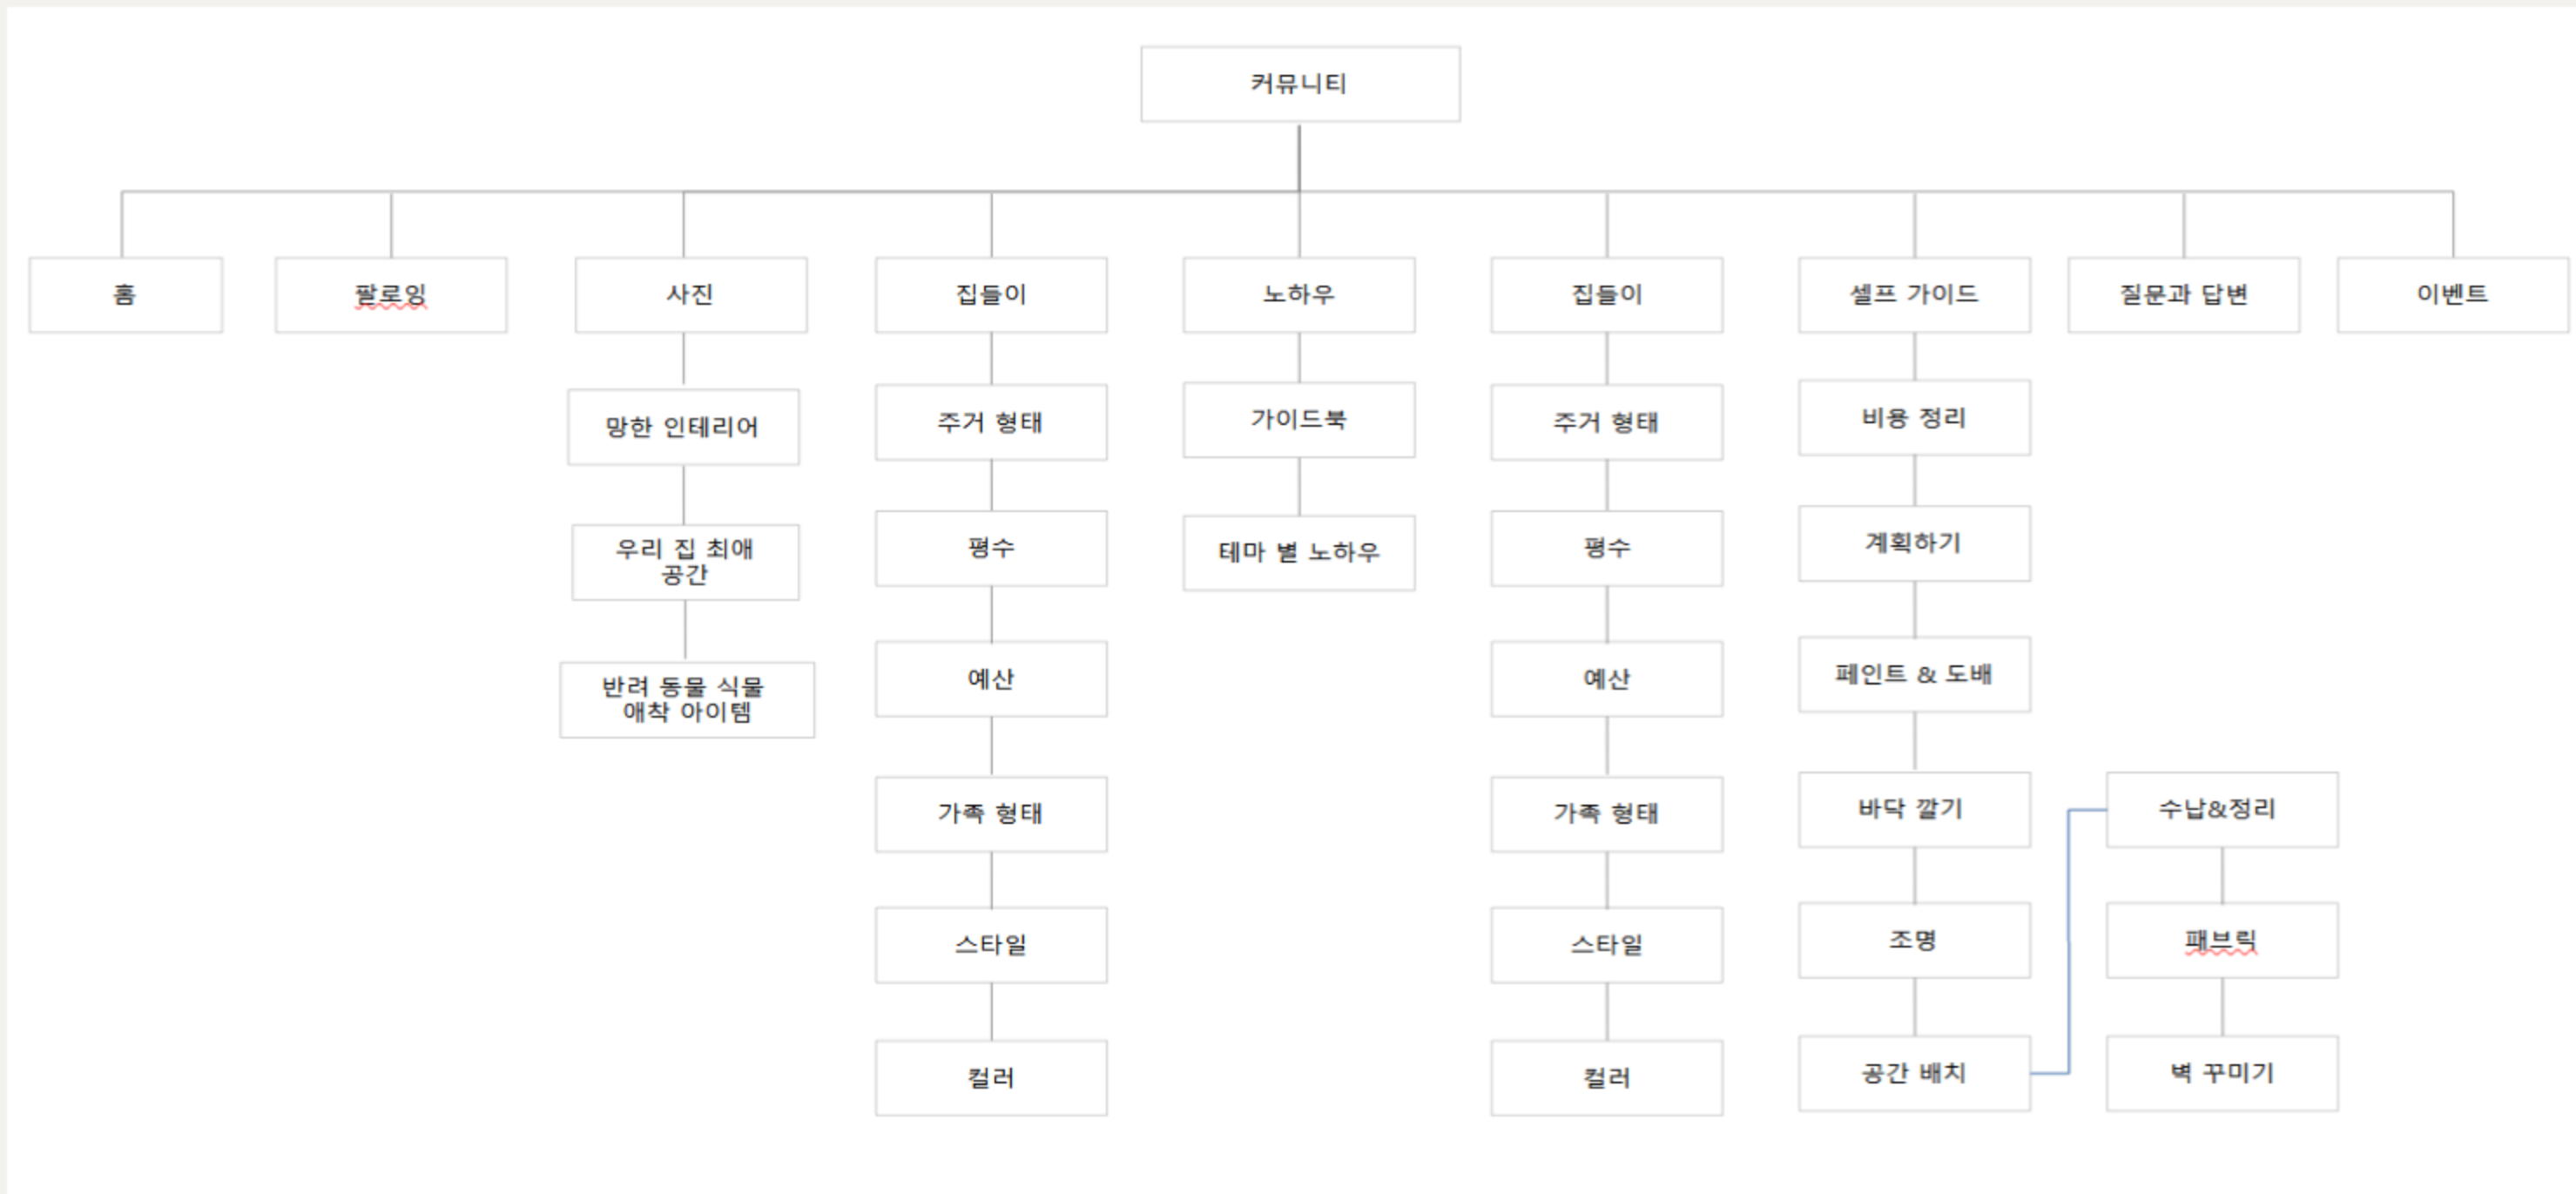 커뮤니티
홈
팔로잉
사진
집들이
노하우
집들이
셀프 가이드
질문과 답변
이벤트
망한 인테리어
우리 집 최애
공간
반려 동물 식물
애착 아이템
주거 형태
평수
예산
가족 형태
스타일
컬러
가이드북
테마 별 노하우
주거 형태
평수
예산
가족 형태
스타일
컬러
비용 정리
계획하기
페인트 & 도배
바닥 깔기
조명
공간 배치
수납&정리
패브릭
벽 꾸미기